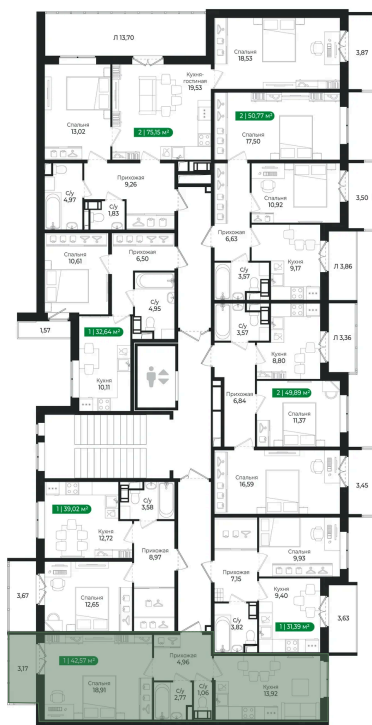 Л 13,70
Спальня
18,53
3,87
Кухня-
гостиная
19,53
Спальня
13,02
2 | 75,15 м²
2 | 50,77 м²
Спальня
17,50
Прихожая
9,26
С/у
4,97
С/у
1,83
Спальня
10,92
3,50
Прихожая
6,63
Спальня
10,61
Прихожая
6,50
С/у
3,57
Кухня
9,17
Л 3,86
С/у
4,95
1,57
1 | 32,64 м²
С/у
3,57
Кухня
8,80
Л 3,36
Кухня
10,11
Прихожая
6,84
2 | 49,89 м²
Спальня
11,37
Спальня
16,59
3,45
1 | 39,02 м²
С/у
3,58
Кухня
12,72
Прихожая
8,97
Спальня
9,93
Прихожая
7,15
3,67
Спальня
12,65
Кухня
9,40
С/у
3,82
1 | 31,39 м²
3,63
3,17
1 | 42,57 м²
Прихожая
4,96
Спальня
18,91
С/у
2,77
С/у
1,06
Кухня
13,92